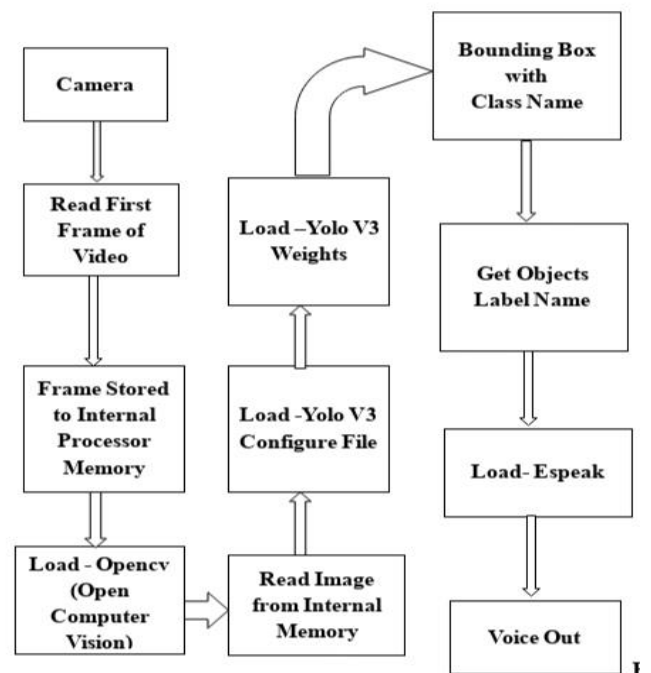 Camera
Read First
Frame of
Video
Frame Stored
to Internal
Processor
Memory
Load - Opencv
(Open
Computer
Vision)
Read Image
from Internal
Memory
Load -Yolo V3
Configure File
Load –Yolo V3
Weights
Bounding Box
with
Class Name
Get Objects
Label Name
Load- Espeak
Voice Out